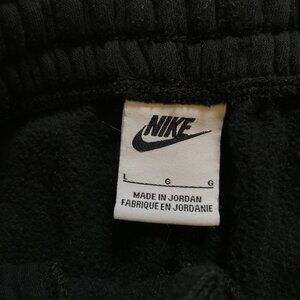 NIKE
L G G
MADE IN JORDAN
FABRIQUE EN JORDANIE